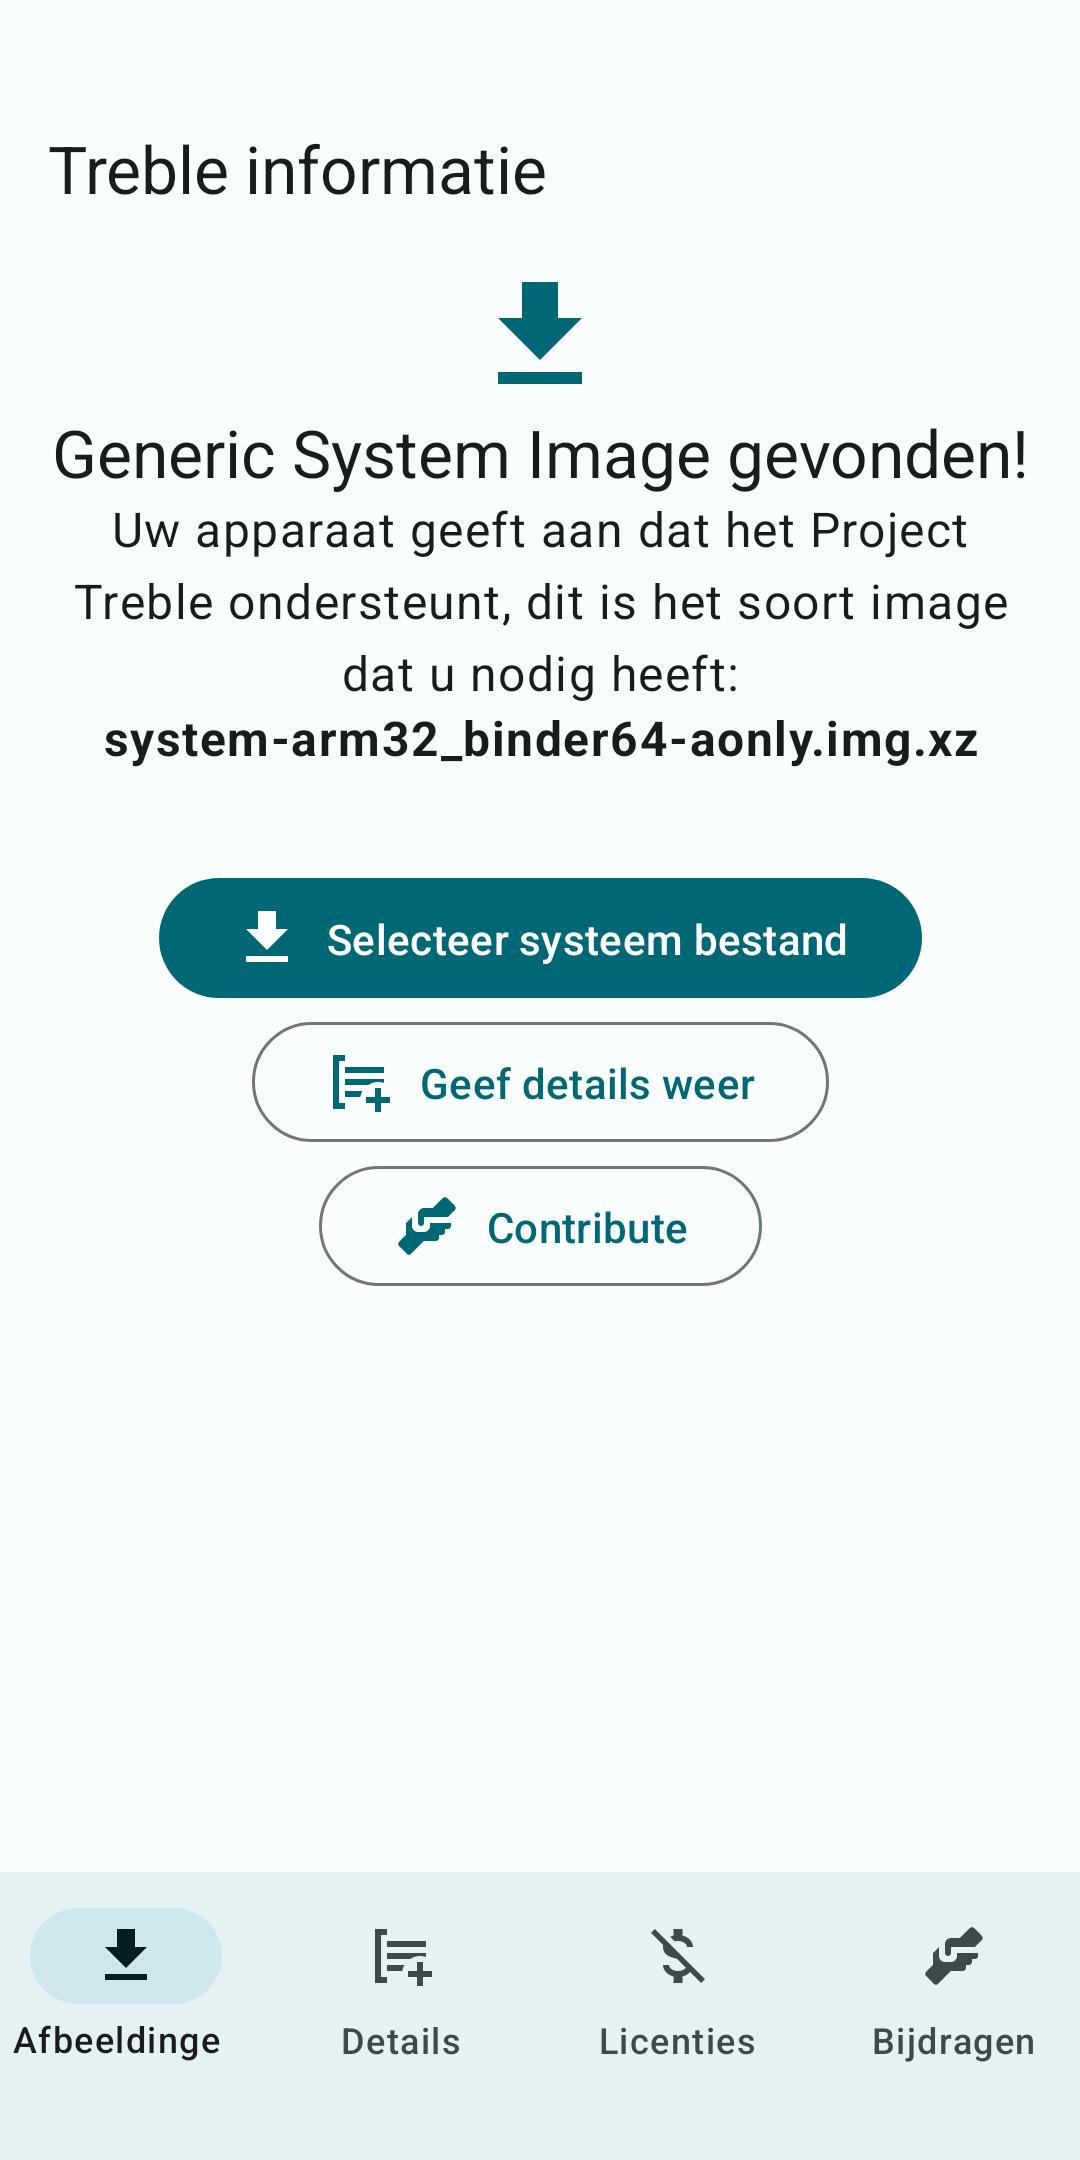 Treble informatie
Generic System Image gevonden!
Uw apparaat geeft aan dat het Project
Treble ondersteunt, dit is het soort image
dat u nodig heeft:
system-arm32_binder64-aonly.img.xz
Selecteer systeem bestand
Geef details weer
Contribute
Afbeeldinge
Details
Licenties
Bijdragen